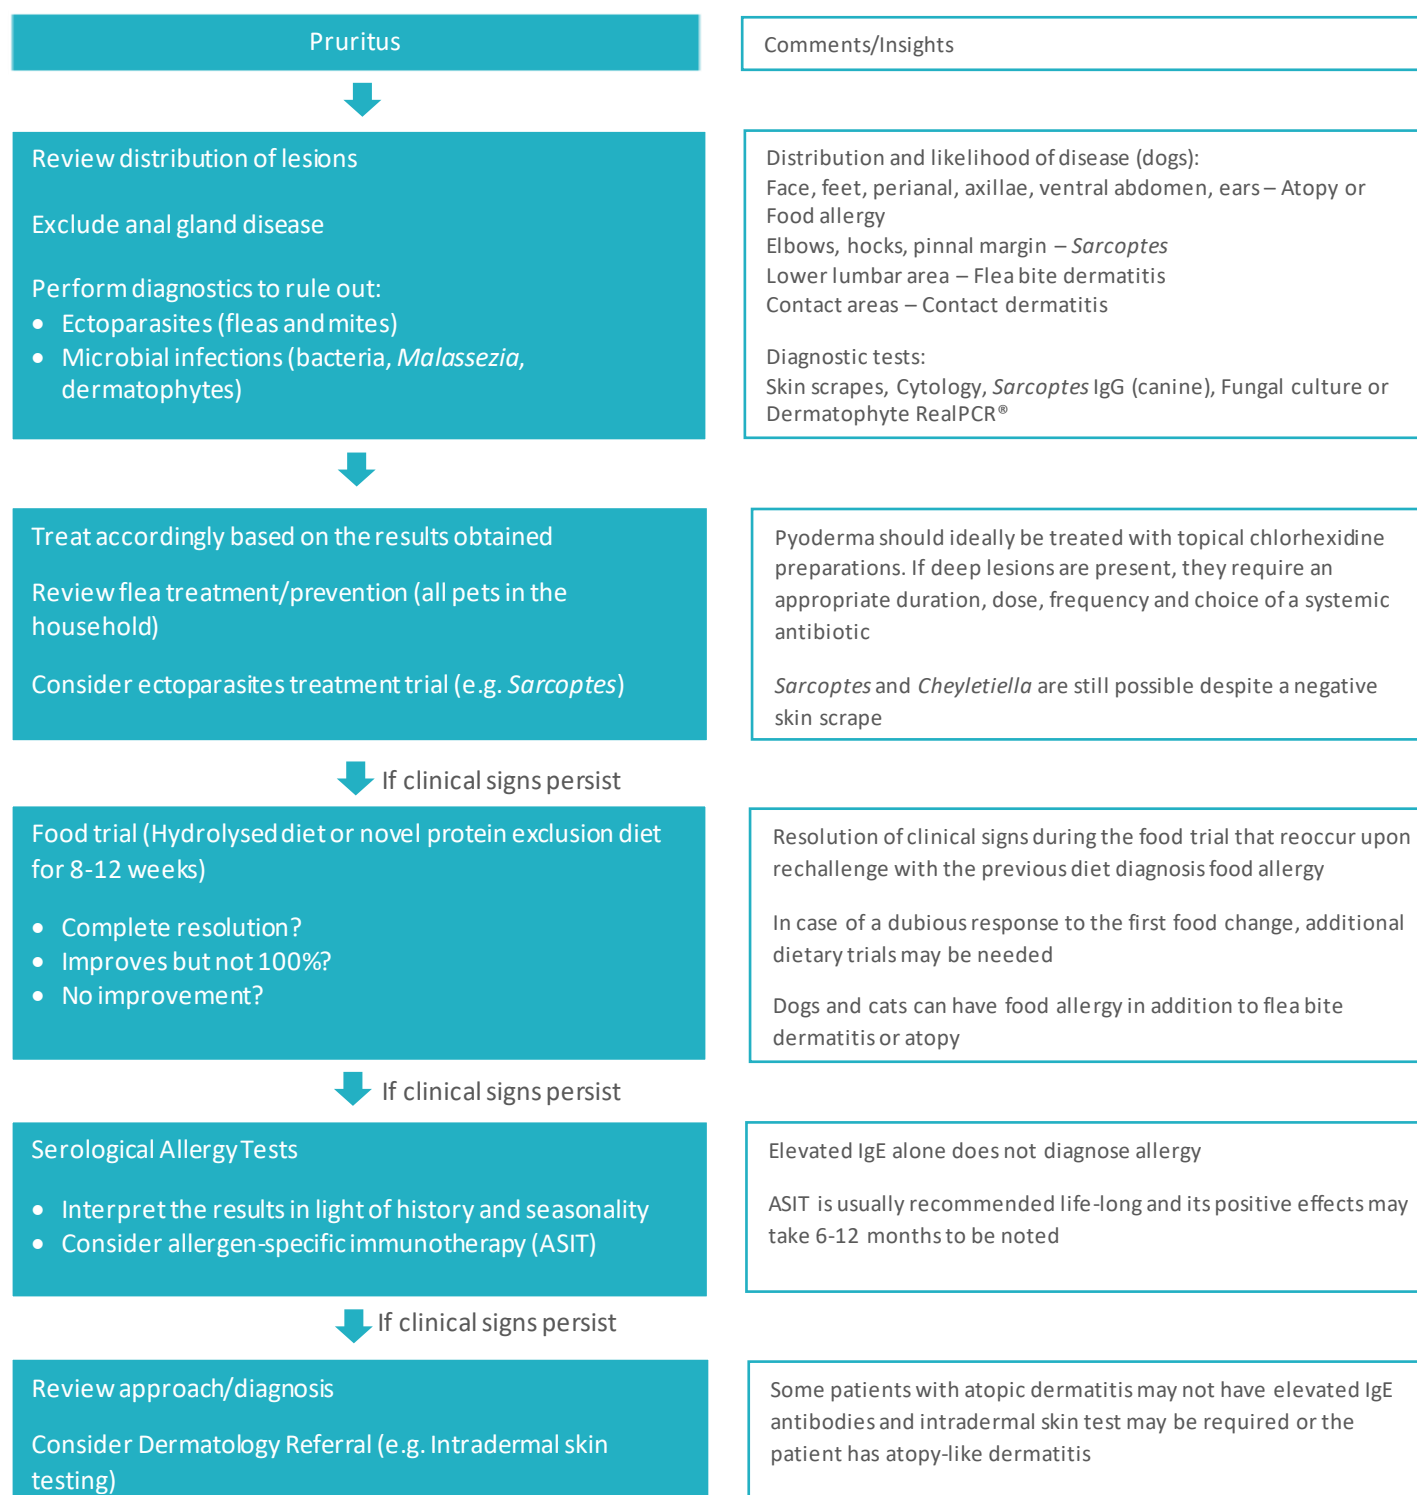 Pruritus
Comments/Insights
Review distribution of lesions
Exclude anal gland disease
Perform diagnostics to rule out:
• Ectoparasites (fleas and mites)
• Microbial infections (bacteria, Malassezia,
dermatophytes)
Distribution and likelihood of disease (dogs):
Face, feet, perianal, axillae, ventral abdomen, ears – Atopy or
Food allergy
Elbows, hocks, pinnal margin – Sarcoptes
Lower lumbar area – Flea bite dermatitis
Contact areas – Contact dermatitis
Diagnostic tests:
Skin scrapes, Cytology, Sarcoptes IgG (canine), Fungal culture or
Dermatophyte RealPCR®
Treat accordingly based on the results obtained
Review flea treatment/prevention (all pets in the
household)
Consider ectoparasites treatment trial (e.g. Sarcoptes)
Pyoderma should ideally be treated with topical chlorhexidine
preparations. If deep lesions are present, they require an
appropriate duration, dose, frequency and choice of a systemic
antibiotic
Sarcoptes and Cheyletiella are still possible despite a negative
skin scrape
If clinical signs persist
Food trial (Hydrolysed diet or novel protein exclusion diet
for 8-12 weeks)
• Complete resolution?
• Improves but not 100%?
• No improvement?
Resolution of clinical signs during the food trial that reoccur upon
rechallenge with the previous diet diagnosis food allergy
In case of a dubious response to the first food change, additional
dietary trials may be needed
Dogs and cats can have food allergy in addition to flea bite
dermatitis or atopy
If clinical signs persist
Serological Allergy Tests
• Interpret the results in light of history and seasonality
• Consider allergen-specific immunotherapy (ASIT)
Elevated IgE alone does not diagnose allergy
ASIT is usually recommended life-long and its positive effects may
take 6-12 months to be noted
If clinical signs persist
Review approach/diagnosis
Consider Dermatology Referral (e.g. Intradermal skin
testing)
Some patients with atopic dermatitis may not have elevated IgE
antibodies and intradermal skin test may be required or the
patient has atopy-like dermatitis